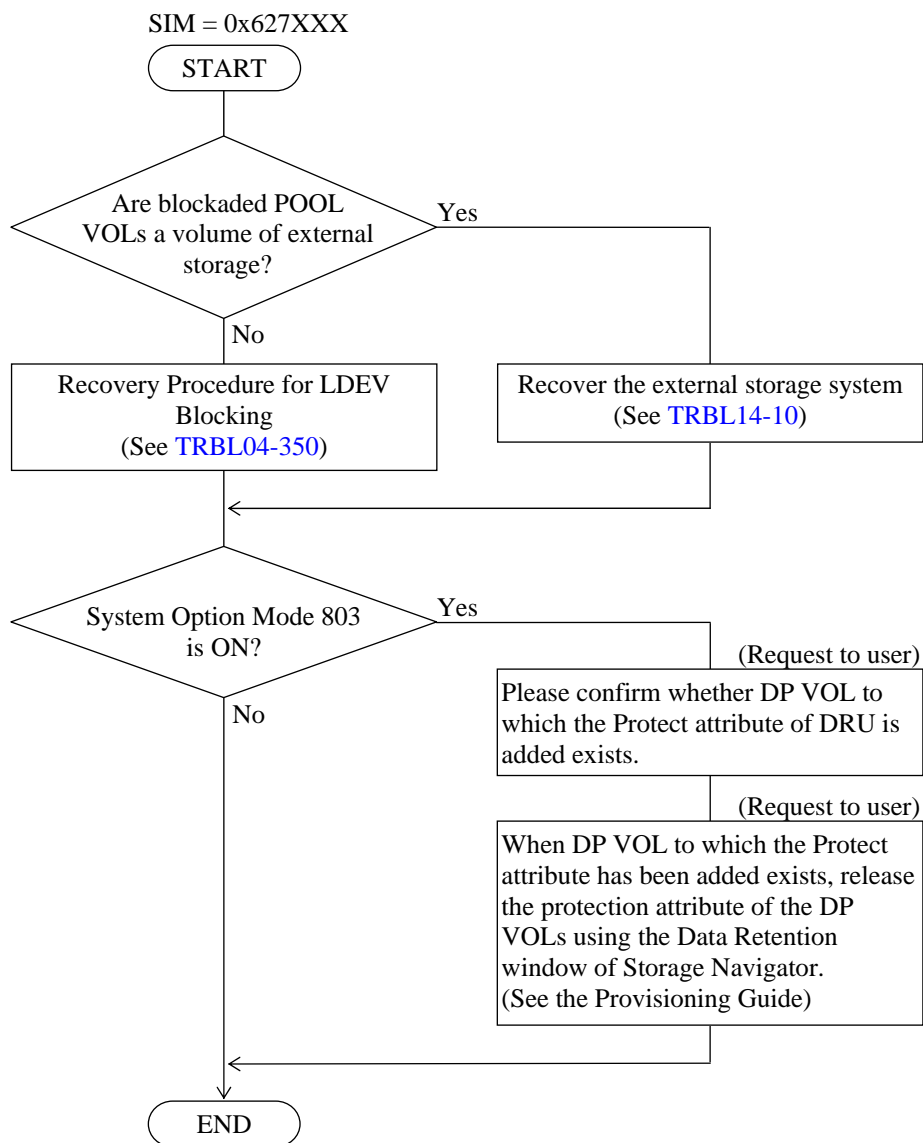 SIM = 0x627XXX
START
Are blockaded POOL
VOLs a volume of external
storage?
Yes
No
Recovery Procedure for LDEV
Blocking
(See TRBL04-350)
Recover the external storage system
(See TRBL14-10)
System Option Mode 803
is ON?
Yes
No
(Request to user)
Please confirm whether DP VOL to
which the Protect attribute of DRU is
added exists.
(Request to user)
When DP VOL to which the Protect
attribute has been added exists, release
the protection attribute of the DP
VOLs using the Data Retention
window of Storage Navigator.
(See the Provisioning Guide)
END